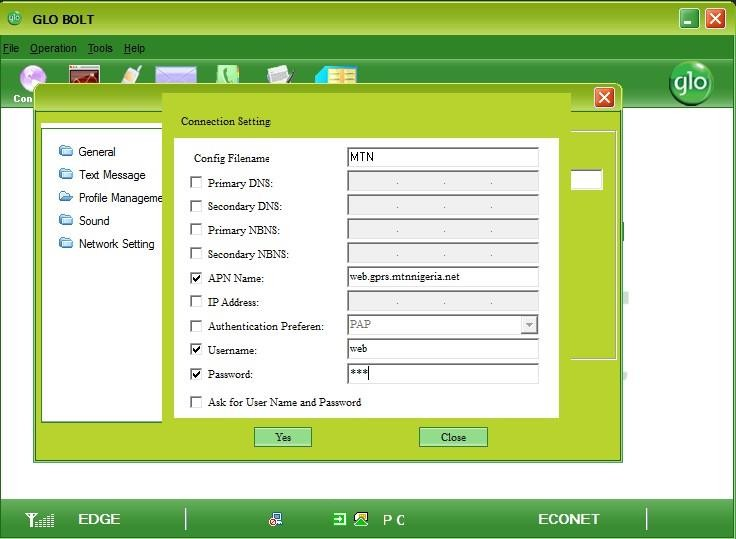 glo GLO BOLT
File Operation Tools Help
Con
glo
Connection Setting
General
Text Message
Profile Manageme
Sound
Network Setting
Config Filename MTN
Primary DNS: . . .
Secondary DNS: . . .
Primary NBNS: . . .
Secondary NBNS: . . .
APN Name: web.gprs.mtnnigeria.net
IP Address: . . .
Authentication Preferen: PAP
Username: web
Password: ***
Ask for User Name and Password
Yes Close
EDGE P C ECONET